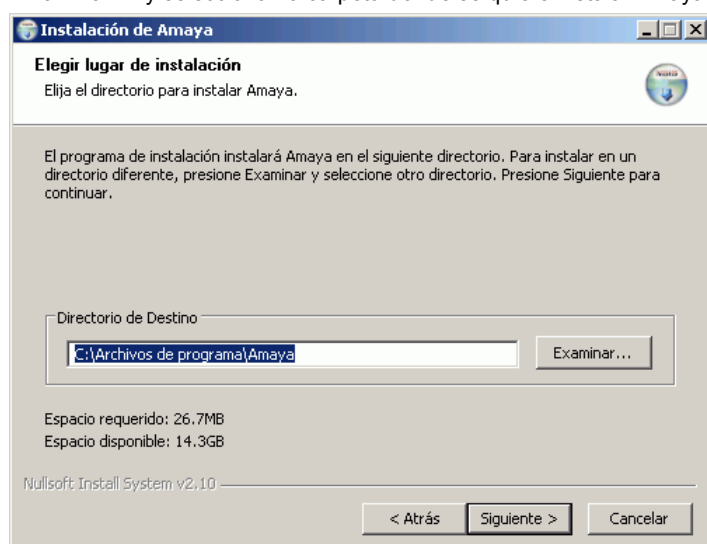 Instalación de Amaya
Elegir lugar de instalación
Elija el directorio para instalar Amaya.
El programa de instalación instalará Amaya en el siguiente directorio. Para instalar en un
directorio diferente, presione Examinar y seleccione otro directorio. Presione Siguiente para
continuar.
Directorio de Destino
C:\Archivos de programa\Amaya
Examinar...
Espacio requerido: 26.7MB
Espacio disponible: 14.3GB
Nullsoft Install System v2.10
< Atrás
Siguiente >
Cancelar